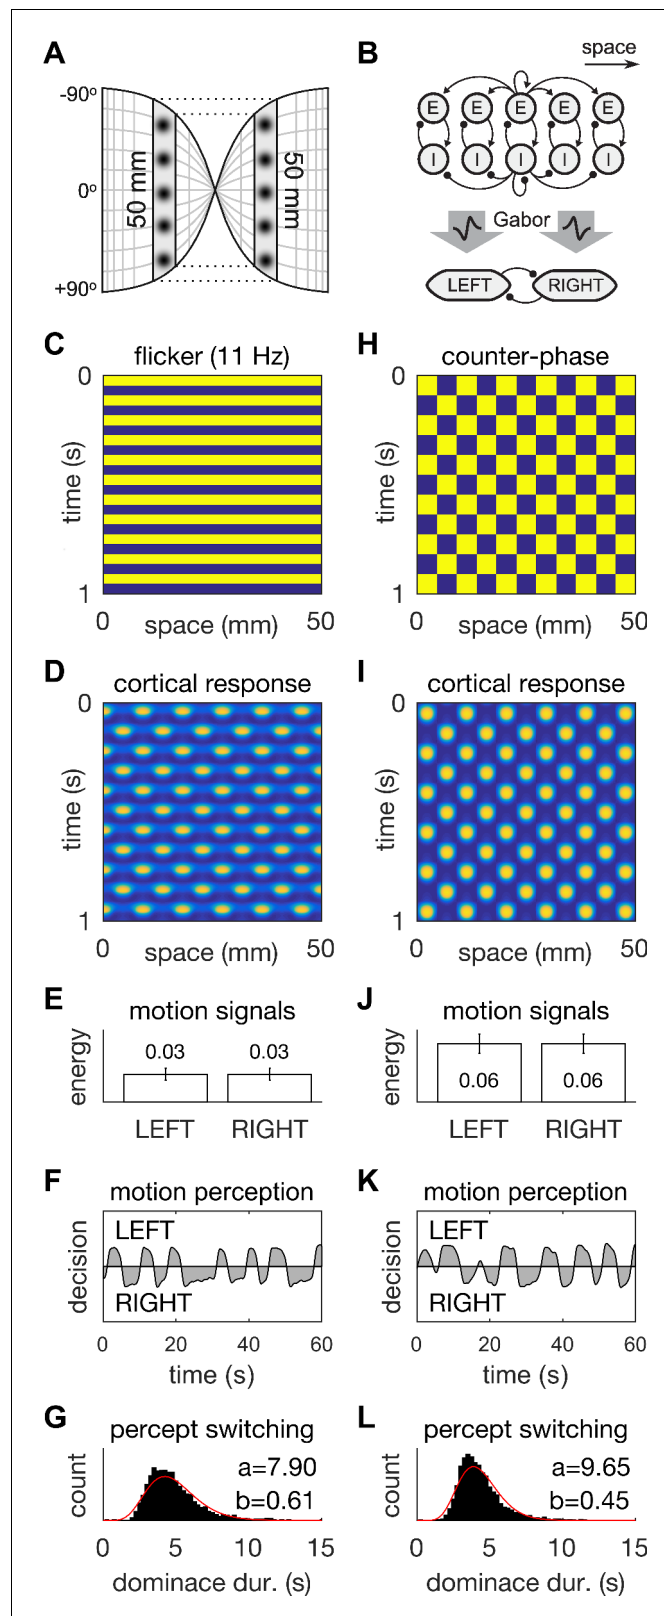 A
-90º
0º
+90º
50 mm
50 mm
B
space
E E E E E
I I I I I
Gabor
LEFT RIGHT
C
flicker (11 Hz)
0
time (s)
1
0 50
space (mm)
H
counter-phase
0
time (s)
1
0 50
space (mm)
D
cortical response
0
time (s)
1
0 50
space (mm)
I
cortical response
0
time (s)
1
0 50
space (mm)
E
motion signals
energy
0.03 0.03
LEFT RIGHT
J
motion signals
energy
0.06 0.06
LEFT RIGHT
F
motion perception
LEFT
decision
RIGHT
0 20 40 60
time (s)
K
motion perception
LEFT
decision
RIGHT
0 20 40 60
time (s)
G
percept switching
count
a=7.90
b=0.61
0 5 10 15
dominace dur. (s)
L
percept switching
count
a=9.65
b=0.45
0 5 10 15
dominace dur. (s)